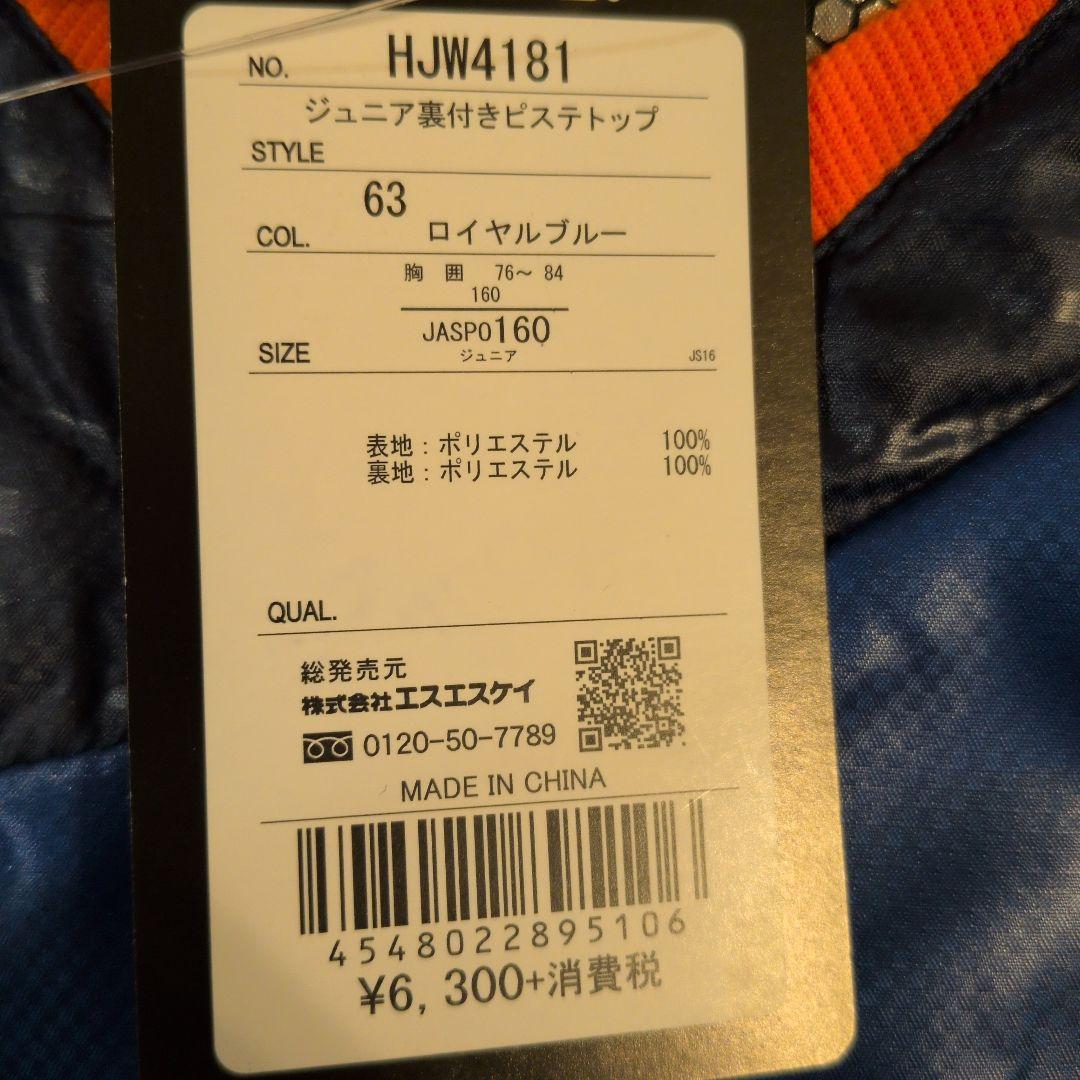 NO. HJW4181
ジュニア裏付きピステトップ
STYLE
63
COL. ロイヤルブルー
胸 囲 76～ 84
160
JASPO160
SIZE ジュニア JS16
表地：ポリエステル 100%
裏地：ポリエステル 100%
QUAL.
総発売元
株式会社エスエスケイ
0120-50-7789
MADE IN CHINA
4548022895106
¥6,300+消費税